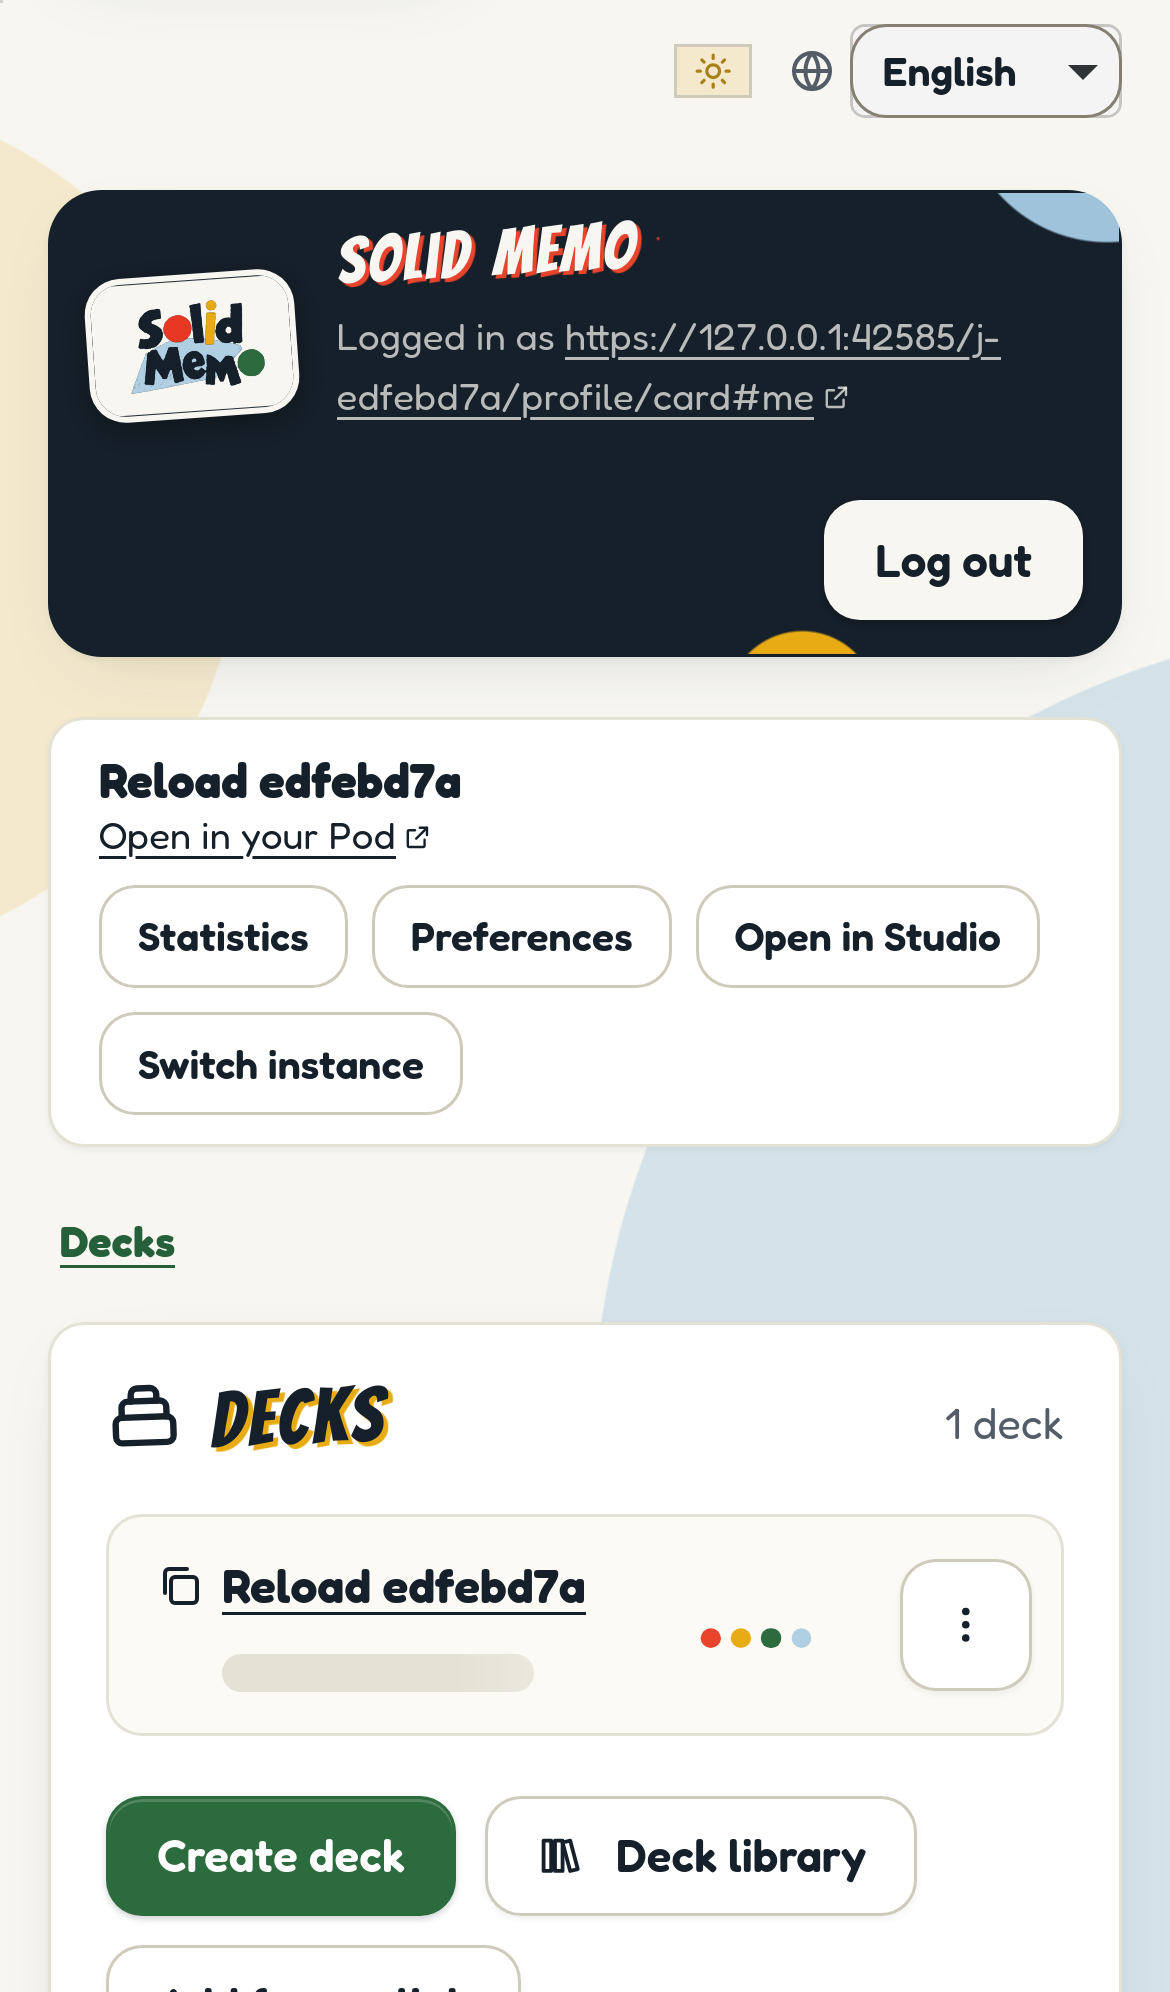 English
SOLID MEMO
Solid
Memo
Logged in as https://127.0.0.1:42585/j-
edfebd7a/profile/card#me
Log out
Reload edfebd7a
Open in your Pod
Statistics
Preferences
Open in Studio
Switch instance
Decks
DECKS
1 deck
Reload edfebd7a
Create deck
Deck library